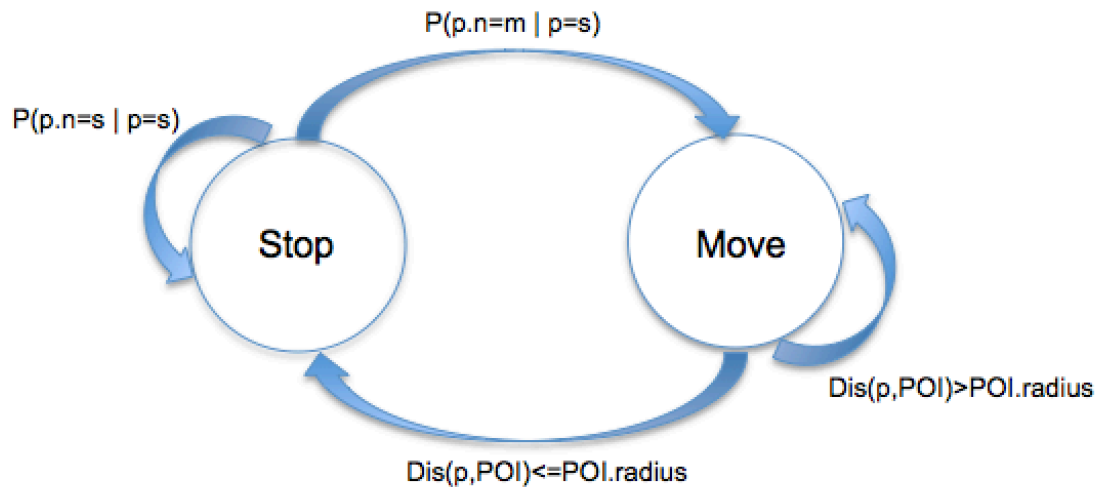 P(p.n=m | p=s)
P(p.n=s | p=s)
Stop
Move
Dis(p,POI)>POI.radius
Dis(p,POI)<=POI.radius